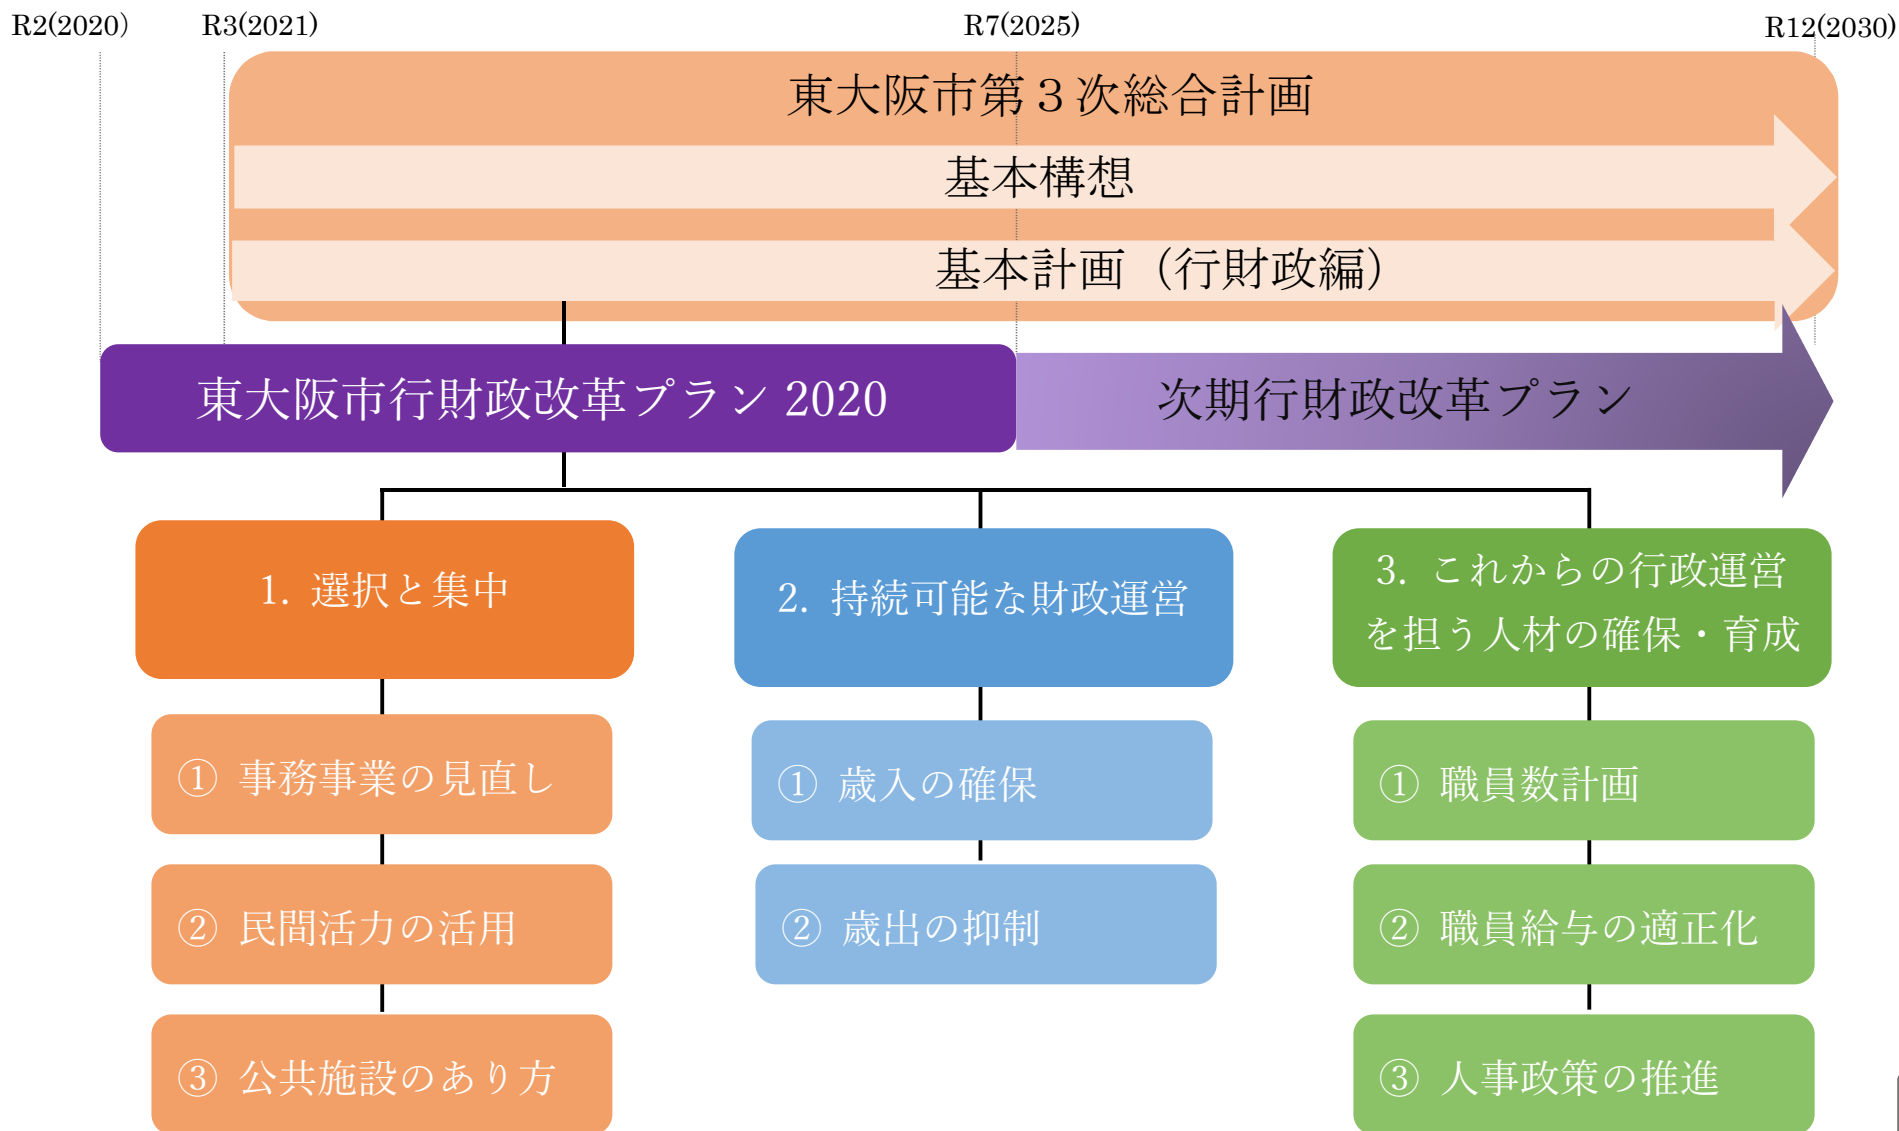 R2(2020)
R3(2021)
R7(2025)
R12(2030)
東大阪市第３次総合計画
基本構想
基本計画（行財政編）
東大阪市行財政改革プラン 2020
次期行財政改革プラン
1. 選択と集中
① 事務事業の見直し
② 民間活力の活用
③ 公共施設のあり方
2. 持続可能な財政運営
① 歳入の確保
② 歳出の抑制
3. これからの行政運営
を担う人材の確保・育成
① 職員数計画
② 職員給与の適正化
③ 人事政策の推進